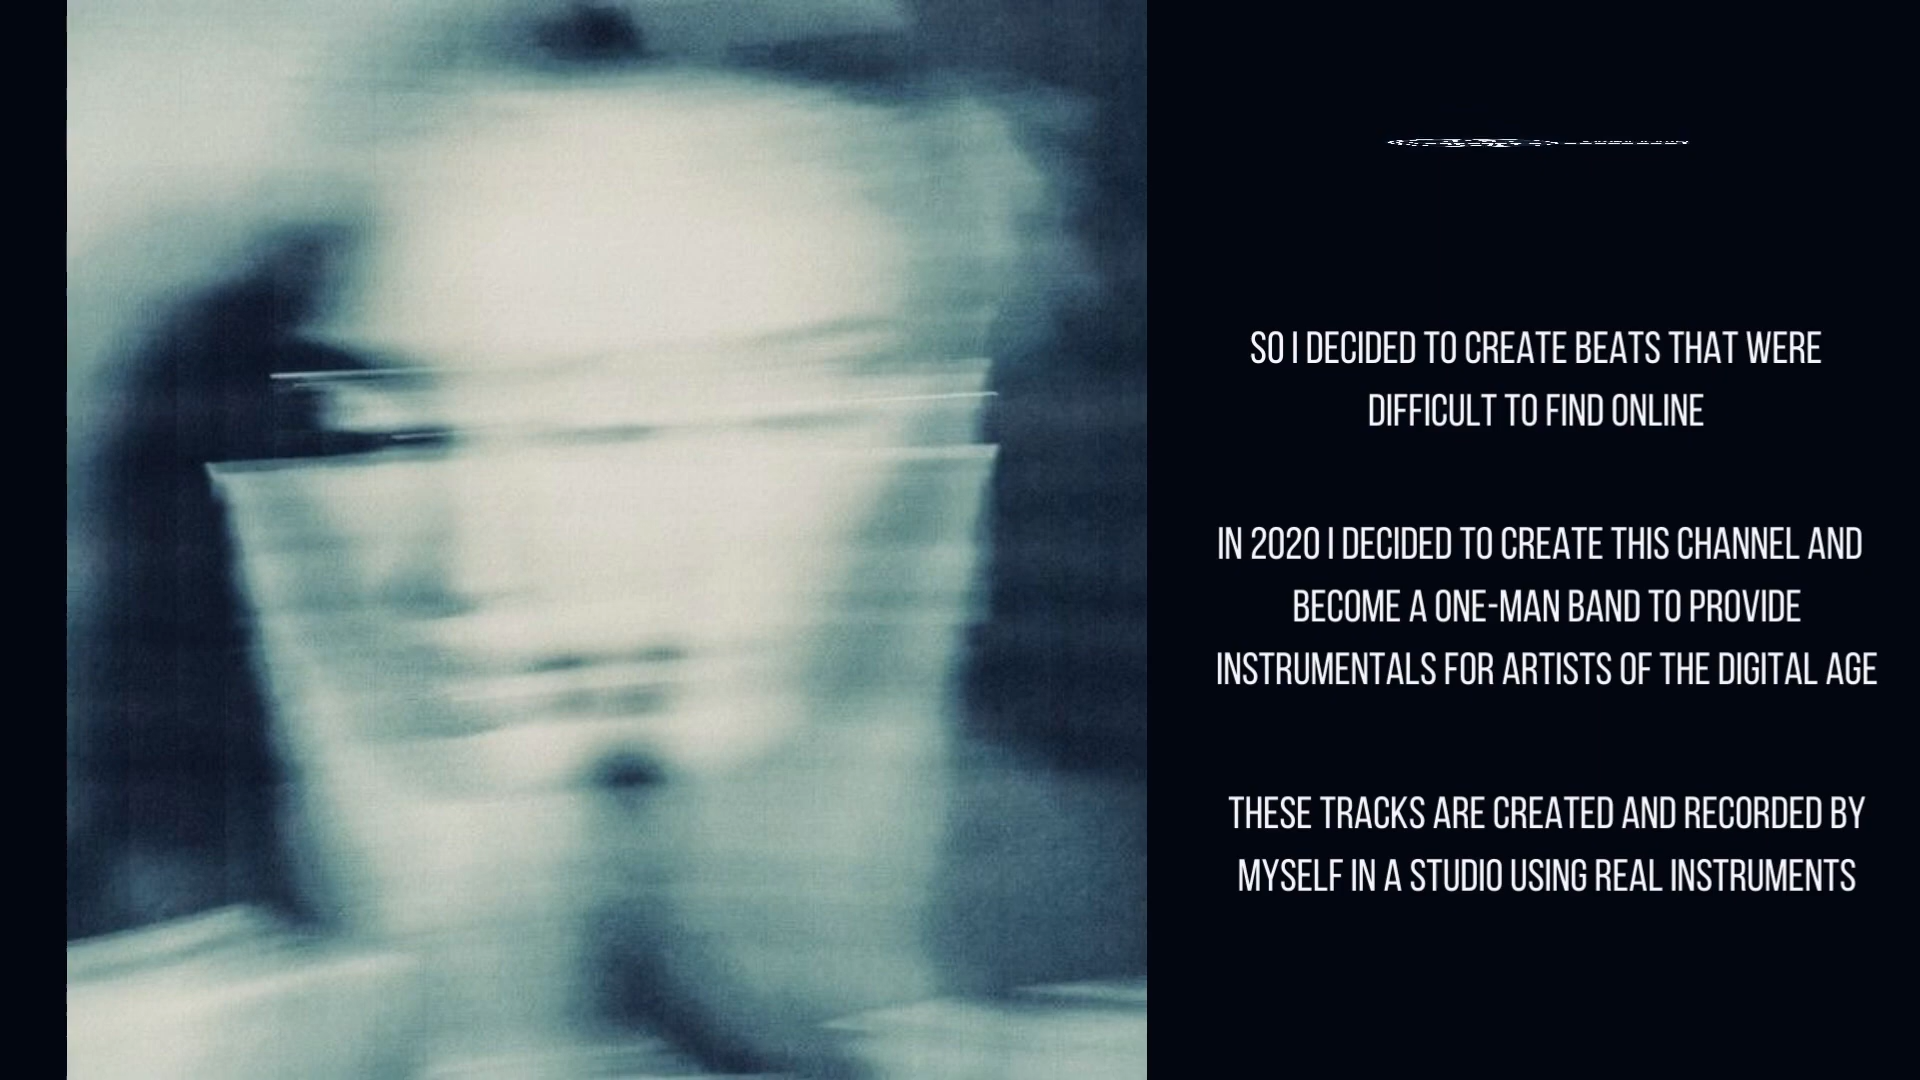 SO I DECIDED TO CREATE BEATS THAT WERE
DIFFICULT TO FIND ONLINE
IN 2020 I DECIDED TO CREATE THIS CHANNEL AND
BECOME A ONE-MAN BAND TO PROVIDE
INSTRUMENTALS FOR ARTISTS OF THE DIGITAL AGE
THESE TRACKS ARE CREATED AND RECORDED BY
MYSELF IN A STUDIO USING REAL INSTRUMENTS